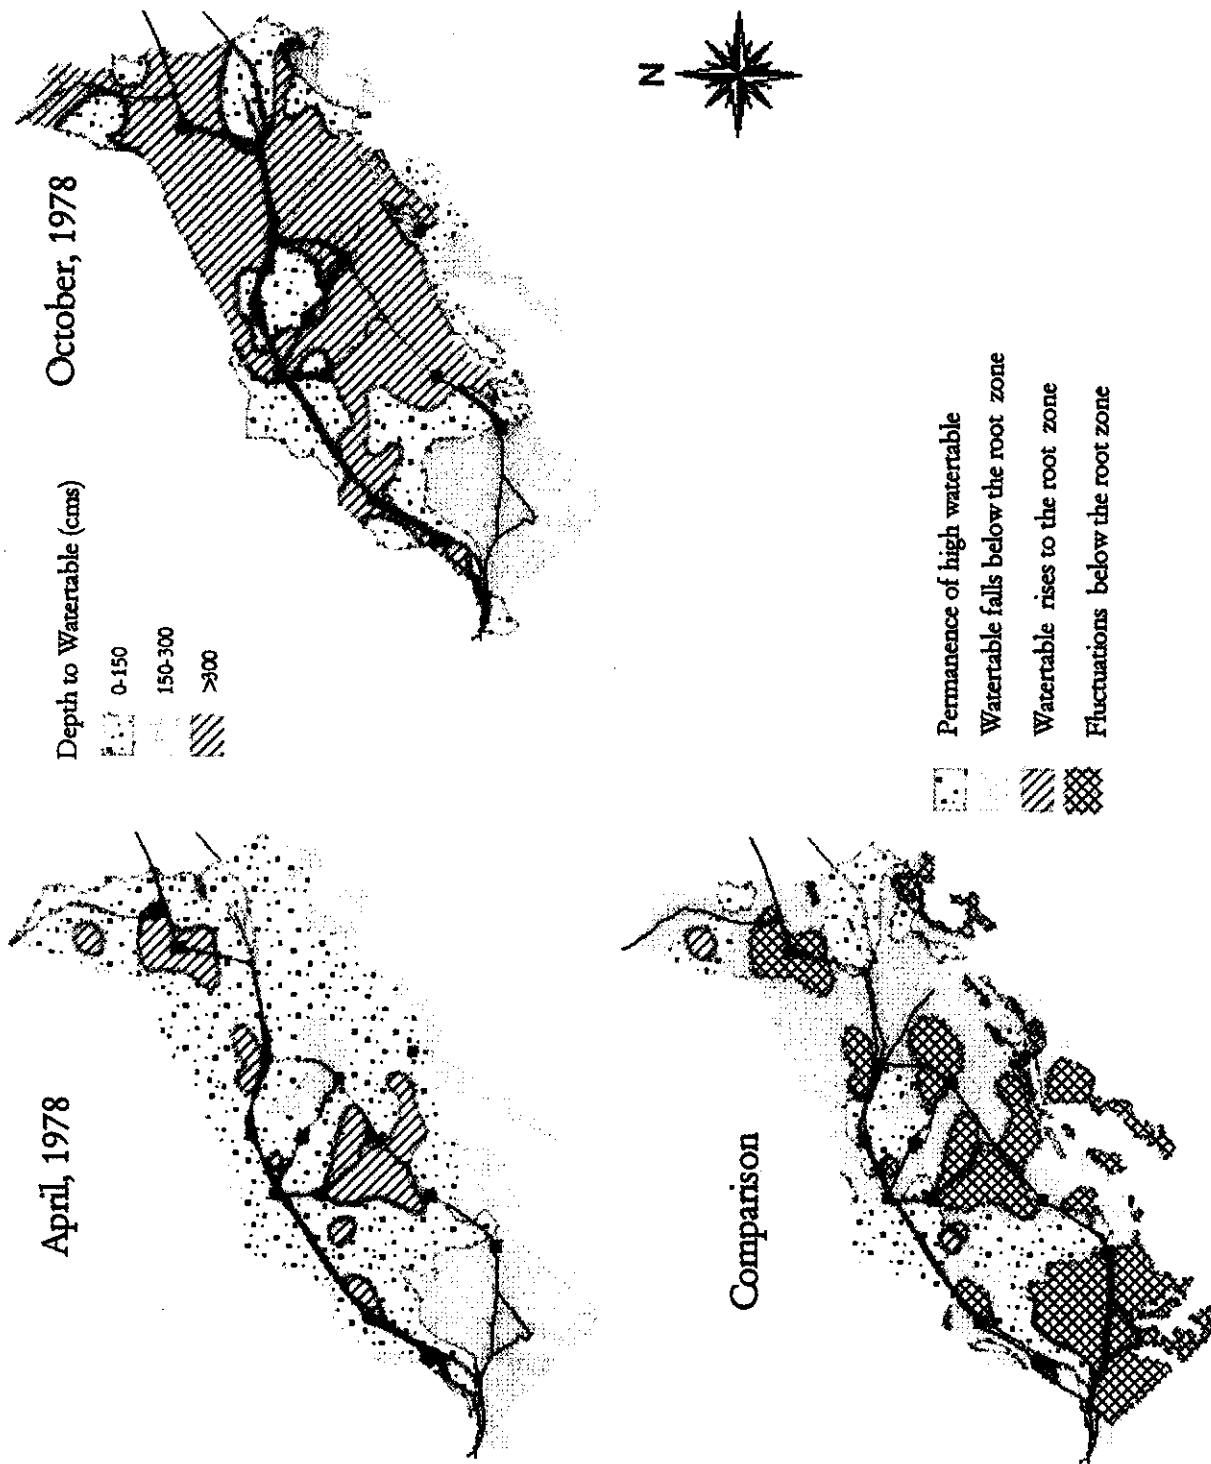 April, 1978
October, 1978
Depth to Watertable (cms)
0-150
150-300
>300
N
Comparison
Permanence of high watertable
Watertable falls below the root zone
Watertable rises to the root zone
Fluctuations below the root zone